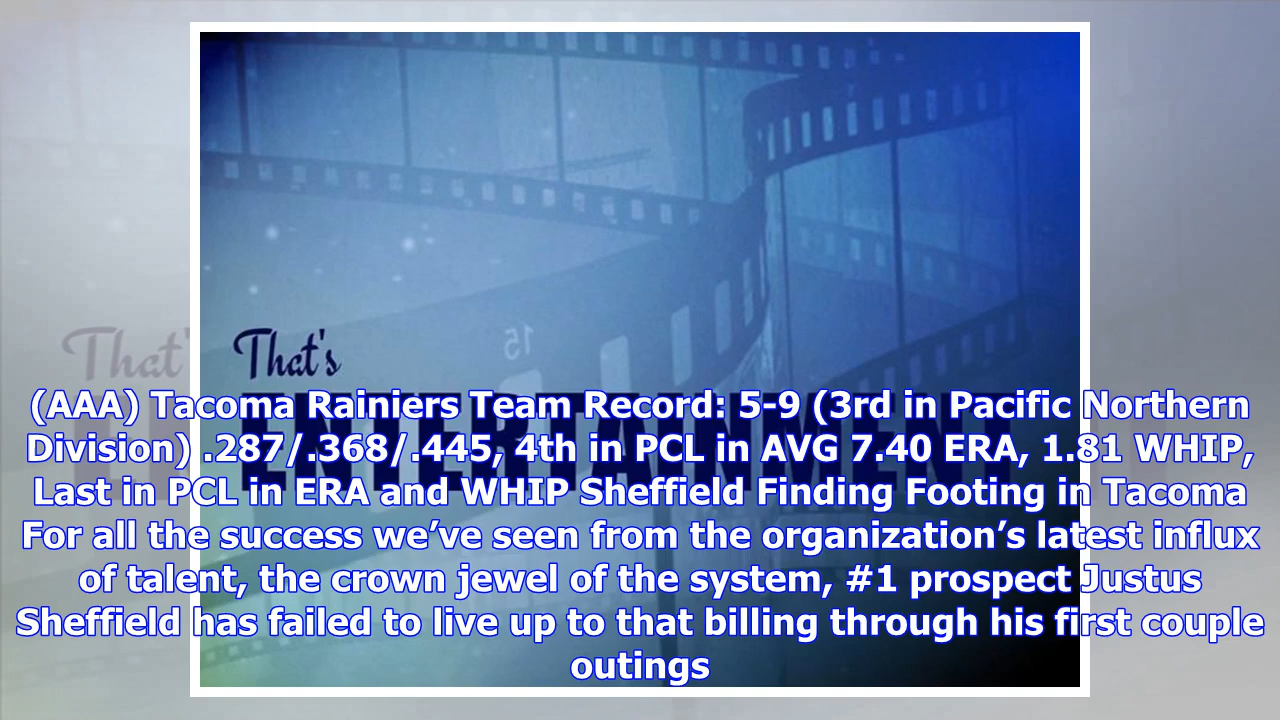 That's
That'
15
ENTERTAINMENT
(AAA) Tacoma Rainiers Team Record: 5-9 (3rd in Pacific Northern
Division) .287/.368/.445, 4th in PCL in AVG 7.40 ERA, 1.81 WHIP,
Last in PCL in ERA and WHIP Sheffield Finding Footing in Tacoma
For all the success we’ve seen from the organization’s latest influx
of talent, the crown jewel of the system, #1 prospect Justus
Sheffield has failed to live up to that billing through his first couple
outings